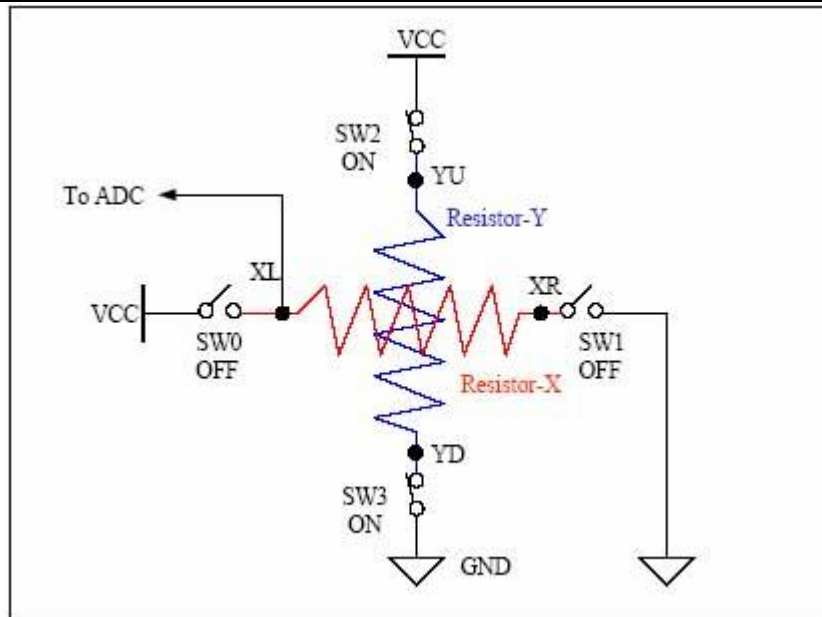 VCC
SW2
ON
YU
To ADC
Resistor-Y
XL
XR
VCC
SW0
OFF
SW1
OFF
Resistor-X
YD
SW3
ON
GND